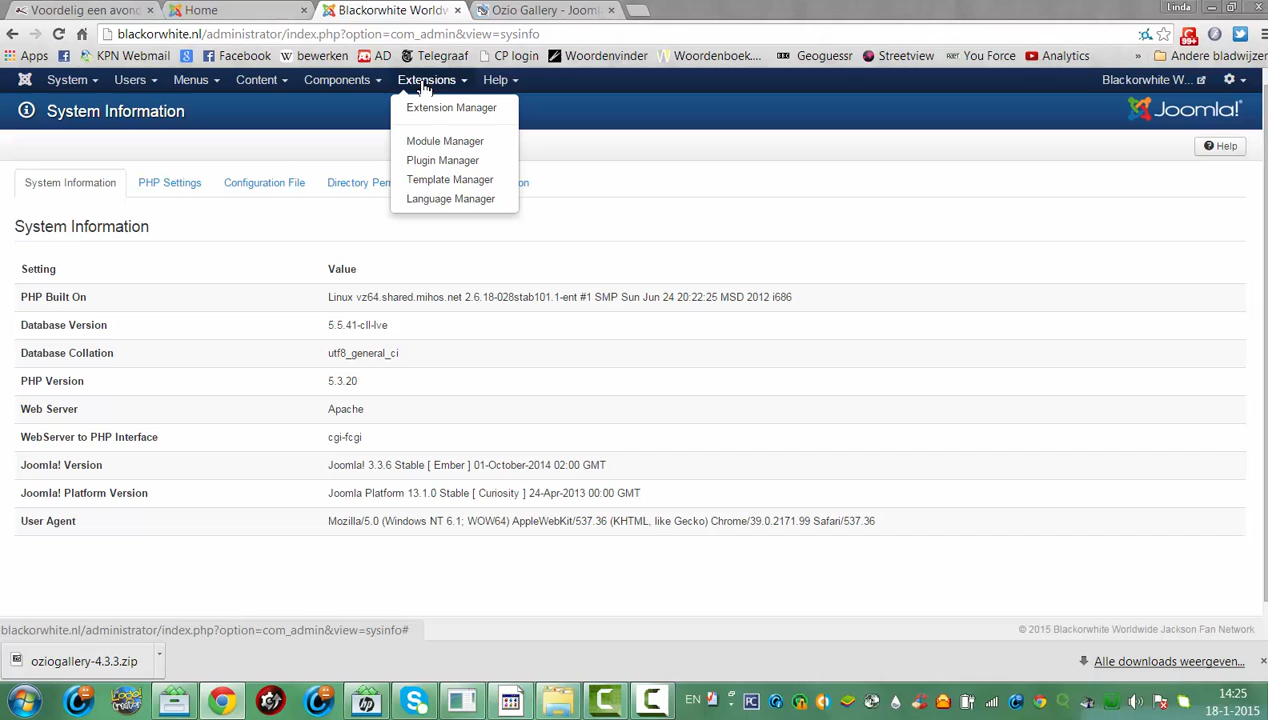 Voordelig een avond
Home
Blackorwhite Worldw
Ozio Gallery - Jooml
Linda
blackorwhite.nl/administrator/index.php?option=com_admin&view=sysinfo
99+
Apps
KPN Webmail
Google
Facebook
bewerken
AD
Telegraaf
CP login
Woordenvinder
Woordenboek...
Geoguessr
Streetview
You Force
Analytics
»
Andere bladwijzers
System
Users
Menus
Content
Components
Extensions
Help
Blackorwhite W...
System Information
Joomla!
Extension Manager
Module Manager
Plugin Manager
Template Manager
Language Manager
Help
System Information
PHP Settings
Configuration File
Directory Per
on
System Information
Setting Value
PHP Built On Linux vz64.shared.mihos.net 2.6.18-028stab101.1-ent #1 SMP Sun Jun 24 20:22:25 MSD 2012 i686
Database Version 5.5.41-cll-lve
Database Collation utf8_general_ci
PHP Version 5.3.20
Web Server Apache
WebServer to PHP Interface cgi-fcgi
Joomla! Version Joomla! 3.3.6 Stable [ Ember ] 01-October-2014 02:00 GMT
Joomla! Platform Version Joomla Platform 13.1.0 Stable [ Curiosity ] 24-Apr-2013 00:00 GMT
User Agent Mozilla/5.0 (Windows NT 6.1; WOW64) AppleWebKit/537.36 (KHTML, like Gecko) Chrome/39.0.2171.99 Safari/537.36
blackorwhite.nl/administrator/index.php?option=com_admin&view=sysinfo#
© 2015 Blackorwhite Worldwide Jackson Fan Network
oziogallery-4.3.3.zip
Alle downloads weergeven...
EN
14:25
18-1-2015